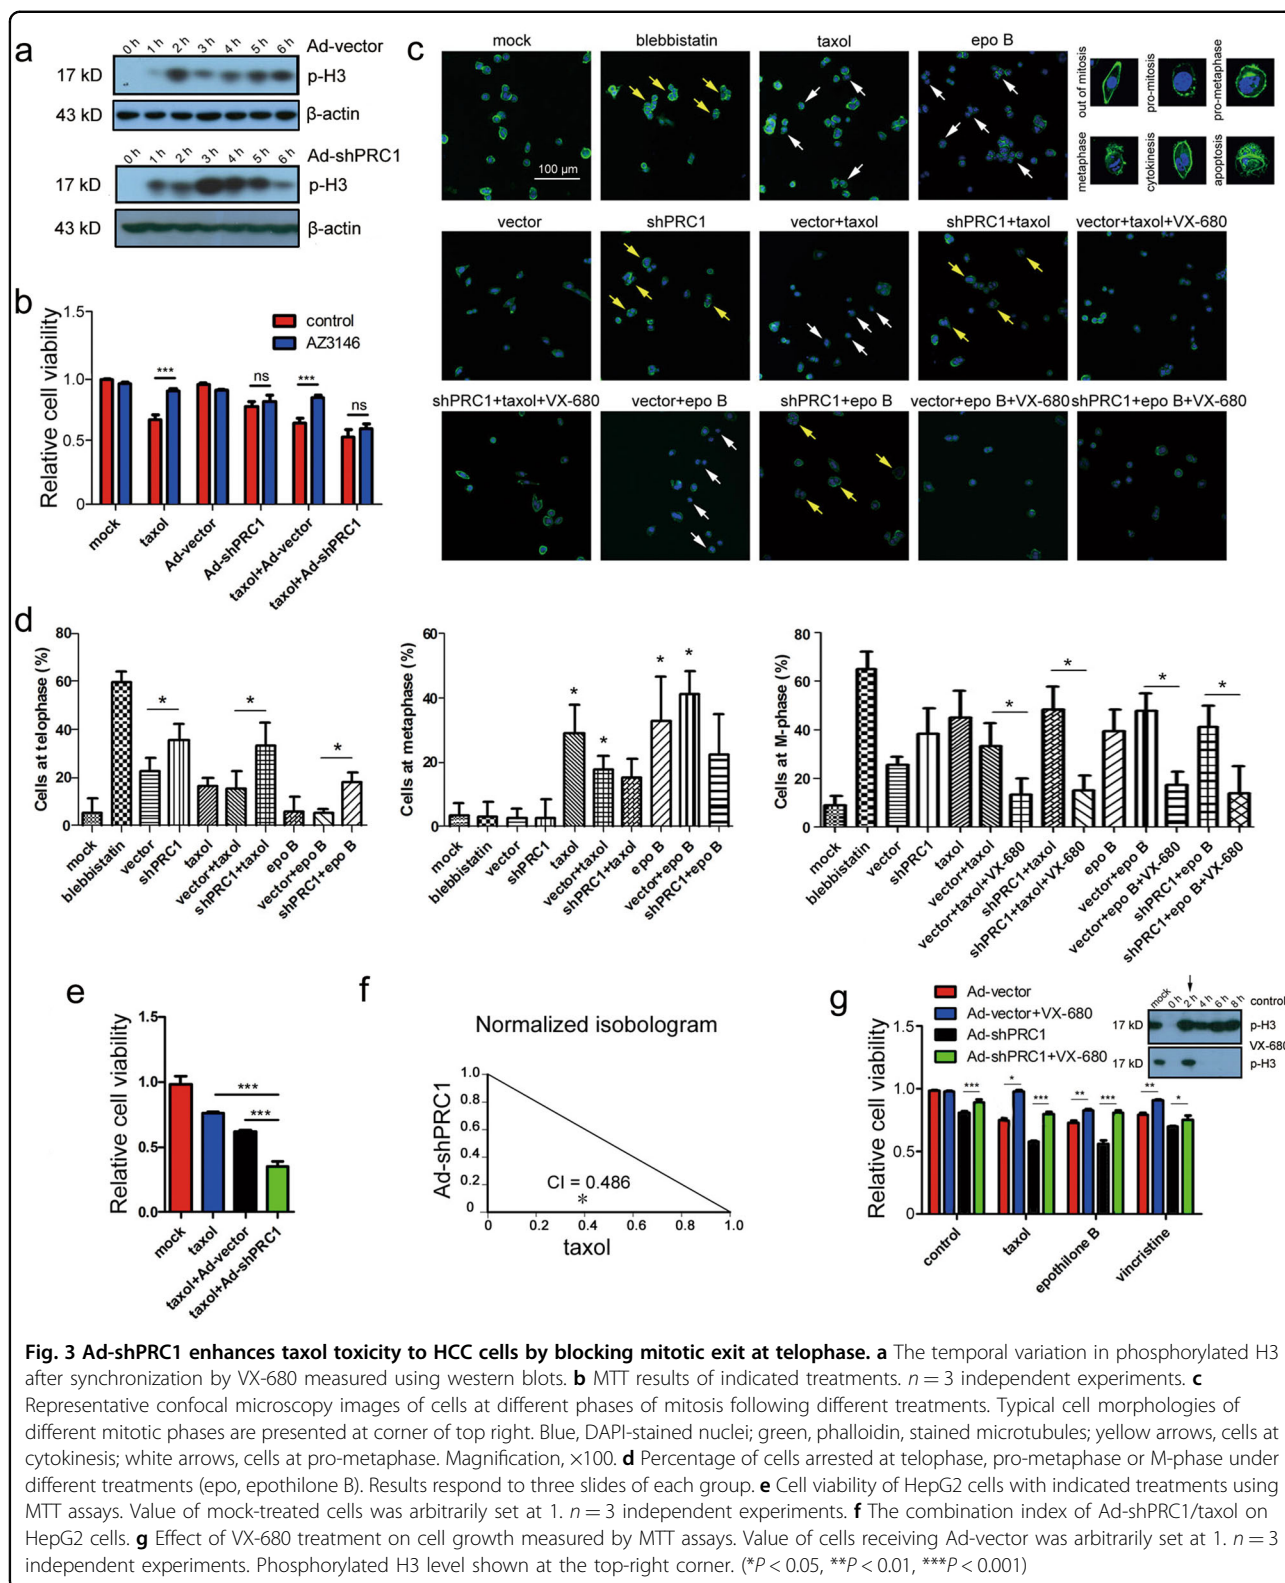 a
0 h 1 h 2 h 3 h 4 h 5 h 6 h Ad-vector
17 kD p-H3
43 kD β-actin
0 h 1 h 2 h 3 h 4 h 5 h 6 h Ad-shPRC1
17 kD p-H3
43 kD β-actin
b
Relative cell viability
1.5
1.0
0.5
0
control
AZ3146
*** ns *** ns
mock taxol Ad-vector Ad-shPRC1 taxol+Ad-vector taxol+Ad-shPRC1
c
mock blebbistatin taxol epo B
100 µm
out of mitosis pro-mitosis pro-metaphase
metaphase cytokinesis apoptosis
vector shPRC1 vector+taxol shPRC1+taxol vector+taxol+VX-680
shPRC1+taxol+VX-680 vector+epo B shPRC1+epo B vector+epo B+VX-680 shPRC1+epo B+VX-680
d
Cells at telophase (%)
80
60
40
20
0
* * *
mock blebbistatin vector shPRC1 taxol vector+taxol shPRC1+taxol epo B vector+epo B shPRC1+epo B
Cells at metaphase (%)
60
40
20
0
* * * *
mock blebbistatin vector shPRC1 taxol vector+taxol shPRC1+taxol epo B vector+epo B shPRC1+epo B
Cells at M-phase (%)
80
60
40
20
0
* * * *
mock blebbistatin vector shPRC1 taxol vector+taxol vector+taxol+VX-680 shPRC1+taxol shPRC1+taxol+VX-680 epo B vector+epo B vector+epo B+VX-680 shPRC1+epo B shPRC1+epo B+VX-680
e
Relative cell viability
1.5
1.0
0.5
0.0
***
***
mock taxol taxol+Ad-vector taxol+Ad-shPRC1
f
Normalized isobologram
Ad-shPRC1
1.0
0.8
0.6
0.4
0.2
0
CI = 0.486
*
0 0.2 0.4 0.6 0.8 1.0
taxol
g
Ad-vector
Ad-vector+VX-680
Ad-shPRC1
Ad-shPRC1+VX-680
mock 0 h 2 h 4 h 6 h 8 h control
17 kD p-H3
VX-680
17 kD p-H3
Relative cell viability
1.5
1.0
0.5
0
*** * *** ** *** ** *
control taxol epothilone B vincristine
Fig. 3 Ad-shPRC1 enhances taxol toxicity to HCC cells by blocking mitotic exit at telophase. a The temporal variation in phosphorylated H3
after synchronization by VX-680 measured using western blots. b MTT results of indicated treatments. n = 3 independent experiments. c
Representative confocal microscopy images of cells at different phases of mitosis following different treatments. Typical cell morphologies of
different mitotic phases are presented at corner of top right. Blue, DAPI-stained nuclei; green, phalloidin, stained microtubules; yellow arrows, cells at
cytokinesis; white arrows, cells at pro-metaphase. Magnification, ×100. d Percentage of cells arrested at telophase, pro-metaphase or M-phase under
different treatments (epo, epothilone B). Results respond to three slides of each group. e Cell viability of HepG2 cells with indicated treatments using
MTT assays. Value of mock-treated cells was arbitrarily set at 1. n = 3 independent experiments. f The combination index of Ad-shPRC1/taxol on
HepG2 cells. g Effect of VX-680 treatment on cell growth measured by MTT assays. Value of cells receiving Ad-vector was arbitrarily set at 1. n = 3
independent experiments. Phosphorylated H3 level shown at the top-right corner. (*P < 0.05, **P < 0.01, ***P < 0.001)